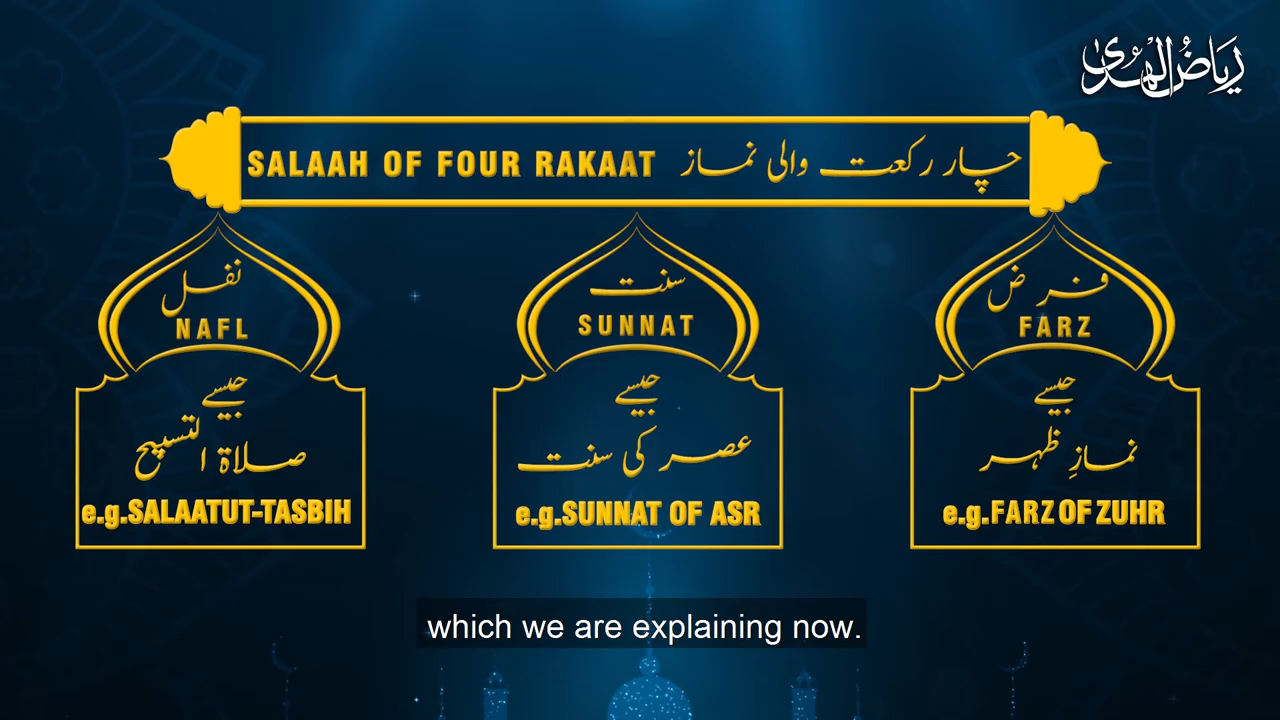 ریاضُ الہُدیٰ
SALAAH OF FOUR RAKAAT چار رکعت والی نماز
نفل
NAFL
جیسے
صلاۃ التسبیح
e.g.SALAATUT-TASBIH
سنت
SUNNAT
جیسے
عصر کی سنت
e.g.SUNNAT OF ASR
فرض
FARZ
جیسے
نمازِ ظہر
e.g.FARZ OF ZUHR
which we are explaining now.